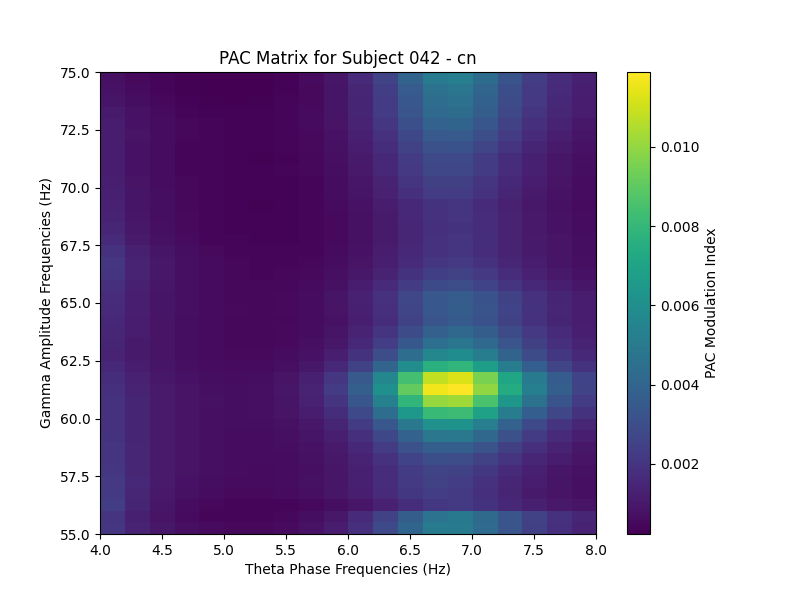 PAC Matrix for Subject 042 - cn
75.0
72.5
70.0
67.5
65.0
62.5
60.0
57.5
55.0
Gamma Amplitude Frequencies (Hz)
4.0 4.5 5.0 5.5 6.0 6.5 7.0 7.5 8.0
Theta Phase Frequencies (Hz)
0.010
0.008
0.006
0.004
0.002
PAC Modulation Index